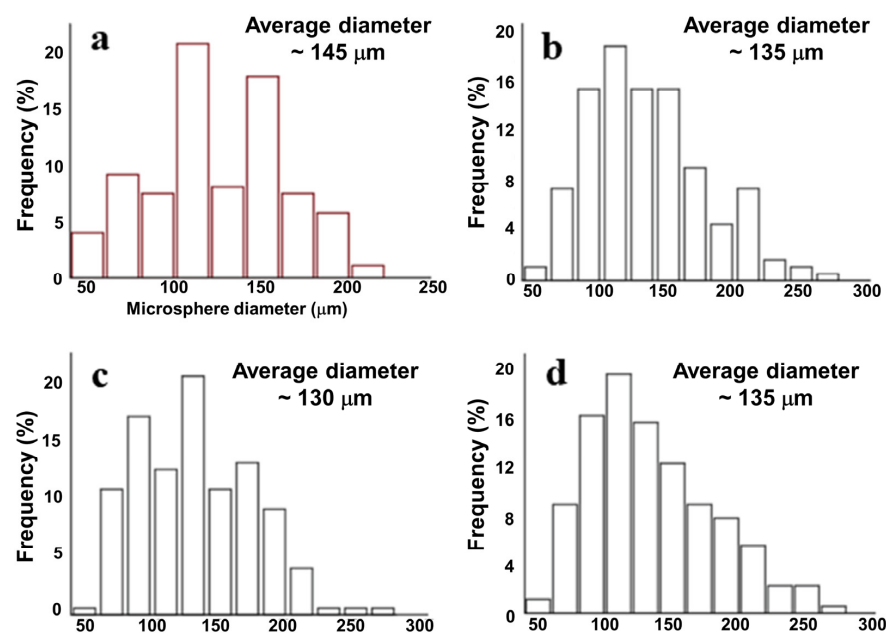 a
Average diameter
~ 145 μm
Frequency (%)
20
15
10
5
0
50 100 150 200 250
Microsphere diameter (μm)
b
Average diameter
~ 135 μm
Frequency (%)
20
16
12
8
4
0
50 100 150 200 250 300
c
Average diameter
~ 130 μm
Frequency (%)
20
15
10
5
0
50 100 150 200 250 300
d
Average diameter
~ 135 μm
Frequency (%)
20
16
12
8
4
0
50 100 150 200 250 300